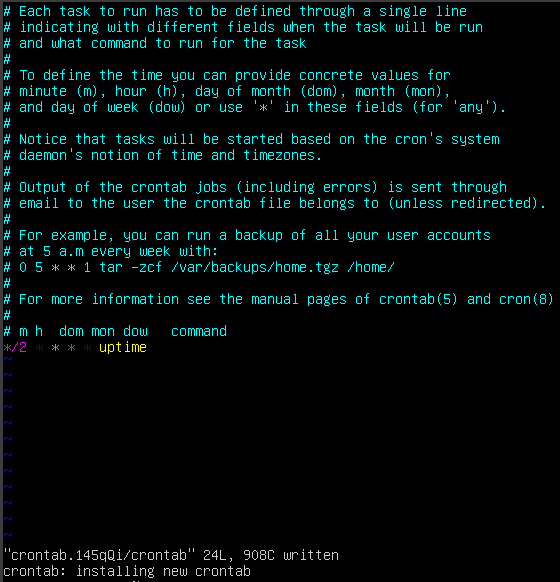 # Each task to run has to be defined through a single line
# indicating with different fields when the task will be run
# and what command to run for the task
#
# To define the time you can provide concrete values for
# minute (m), hour (h), day of month (dom), month (mon),
# and day of week (dow) or use '*' in these fields (for 'any').
#
# Notice that tasks will be started based on the cron's system
# daemon's notion of time and timezones.
#
# Output of the crontab jobs (including errors) is sent through
# email to the user the crontab file belongs to (unless redirected).
#
# For example, you can run a backup of all your user accounts
# at 5 a.m every week with:
# 0 5 * * 1 tar -zcf /var/backups/home.tgz /home/
#
# For more information see the manual pages of crontab(5) and cron(8)
#
# m h  dom mon dow   command
*/2 * * * * uptime
~
~
~
~
~
~
~
~
~
~
~
~
"crontab.145qQi/crontab" 24L, 908C written
crontab: installing new crontab